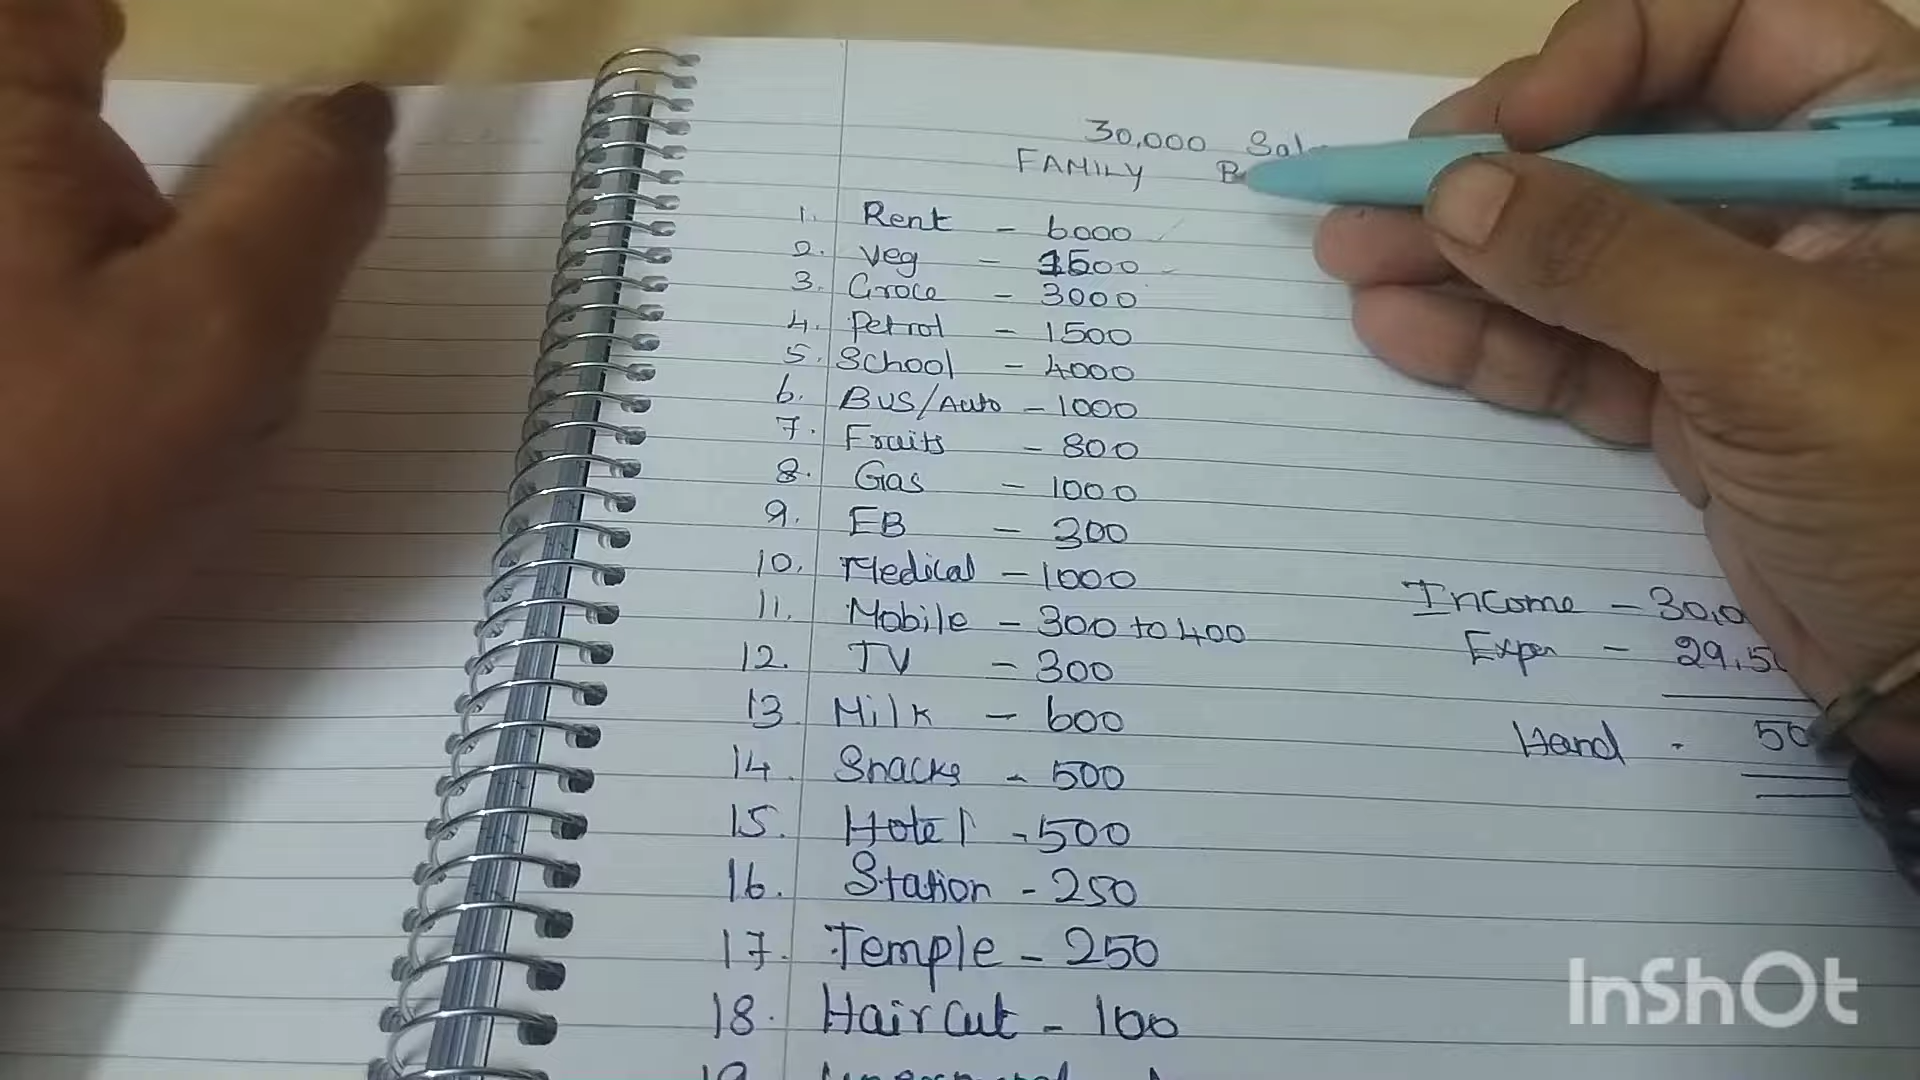 30,000 Sal
FAMILY B
1. Rent - 6000
2. Veg - 1500
3. Groce - 3000
4. Petrol - 1500
5. School - 4000
6. BUS/Auto - 1000
7. Fruits - 800
8. Gas - 1000
9. EB - 300
10. Medical - 1000
11. Mobile - 300 to 400
12. TV - 300
13 Milk - 600
14. Snacks - 500
15. Hotel - 500
16. Station - 250
17. Temple - 250
18. Haircut - 100
19
Income - 30,0
Expen - 29,50
Hand - 50
InShOt